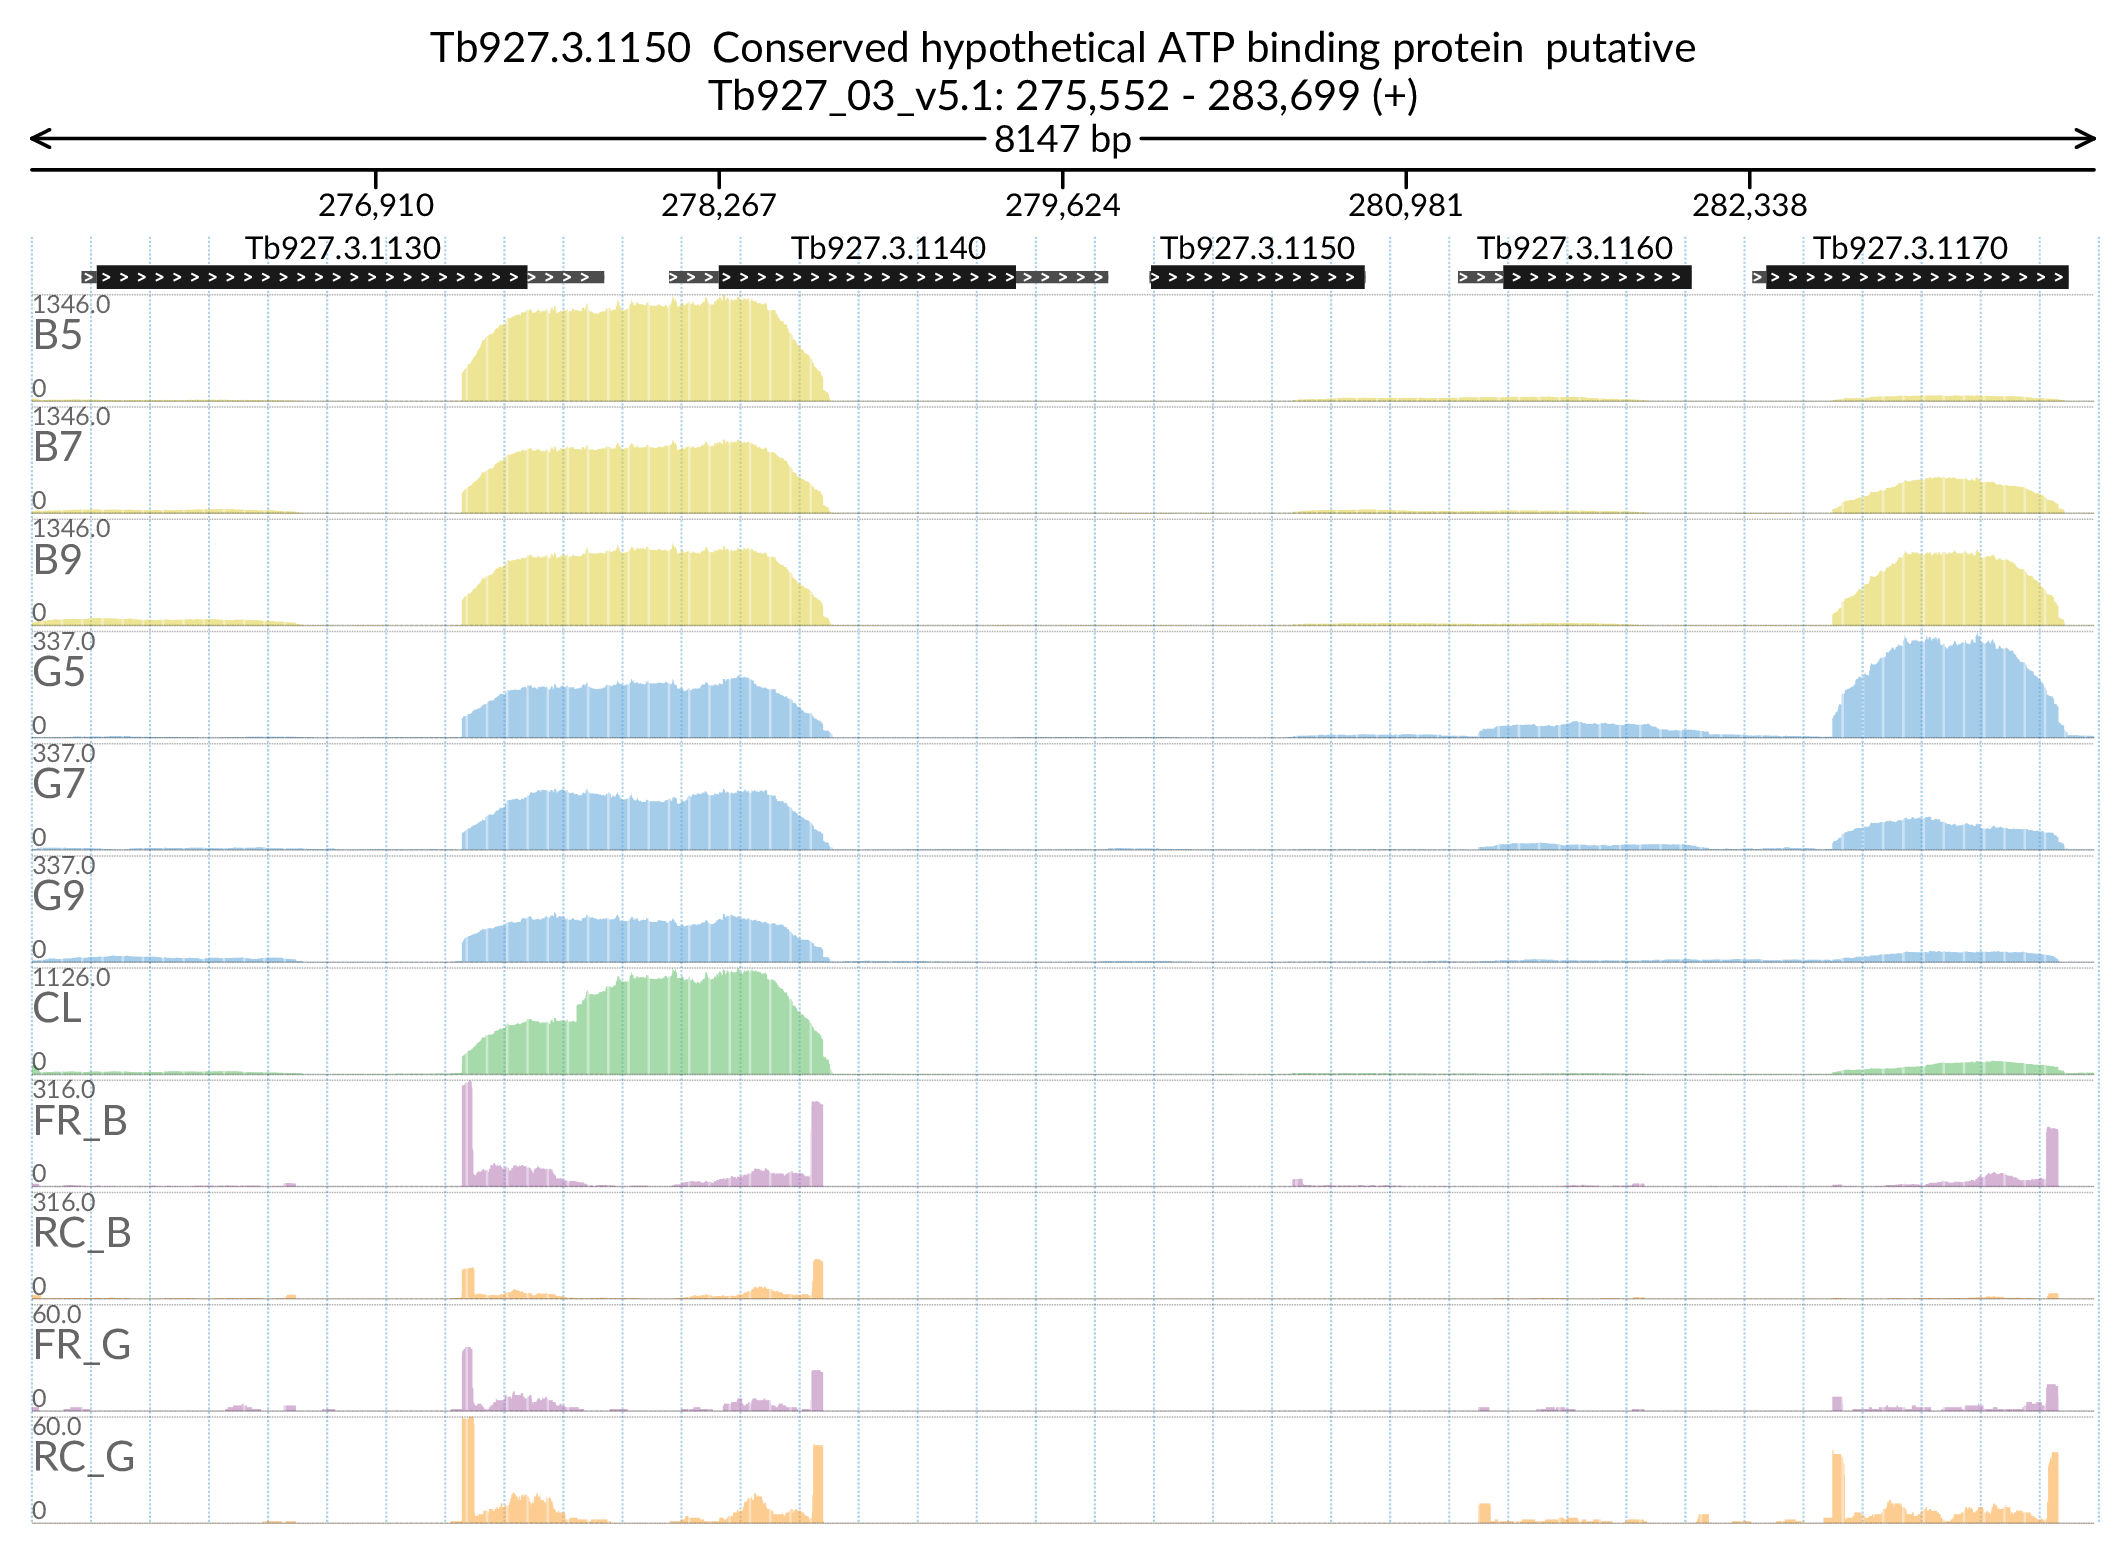 Tb927.3.1150  Conserved hypothetical ATP binding protein  putative
Tb927_03_v5.1: 275,552 - 283,699 (+)
8147 bp
276,910 278,267 279,624 280,981 282,338
Tb927.3.1130 Tb927.3.1140 Tb927.3.1150 Tb927.3.1160 Tb927.3.1170
1346.0
B5
0
1346.0
B7
0
1346.0
B9
0
337.0
G5
0
337.0
G7
0
337.0
G9
0
1126.0
CL
0
316.0
FR_B
0
316.0
RC_B
0
60.0
FR_G
0
60.0
RC_G
0